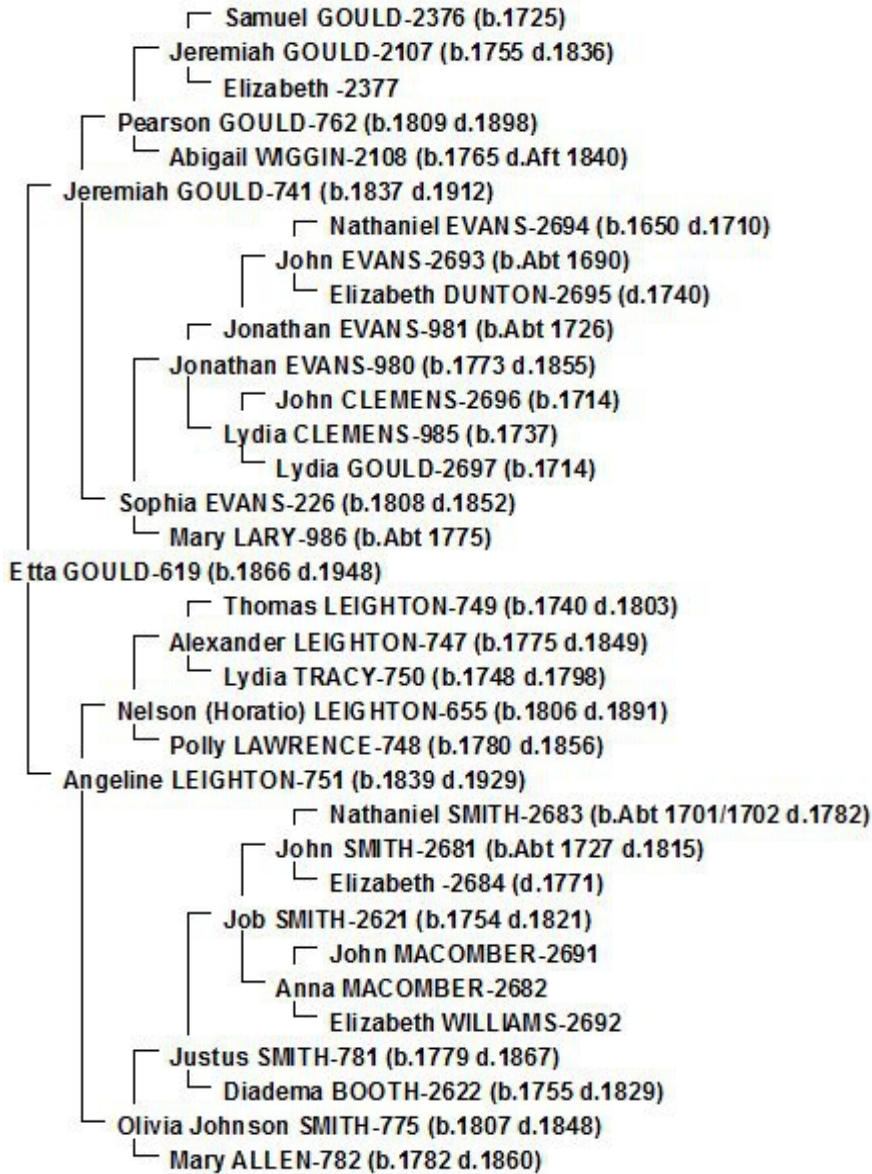 Samuel GOULD-2376 (b.1725)
Jeremiah GOULD-2107 (b.1755 d.1836)
Elizabeth -2377
Pearson GOULD-762 (b.1809 d.1898)
Abigail WIGGIN-2108 (b.1765 d.Aft 1840)
Jeremiah GOULD-741 (b.1837 d.1912)
Nathaniel EVANS-2694 (b.1650 d.1710)
John EVANS-2693 (b.Abt 1690)
Elizabeth DUNTON-2695 (d.1740)
Jonathan EVANS-981 (b.Abt 1726)
Jonathan EVANS-980 (b.1773 d.1855)
John CLEMENS-2696 (b.1714)
Lydia CLEMENS-985 (b.1737)
Lydia GOULD-2697 (b.1714)
Sophia EVANS-226 (b.1808 d.1852)
Mary LARY-986 (b.Abt 1775)
Etta GOULD-619 (b.1866 d.1948)
Thomas LEIGHTON-749 (b.1740 d.1803)
Alexander LEIGHTON-747 (b.1775 d.1849)
Lydia TRACY-750 (b.1748 d.1798)
Nelson (Horatio) LEIGHTON-655 (b.1806 d.1891)
Polly LAWRENCE-748 (b.1780 d.1856)
Angeline LEIGHTON-751 (b.1839 d.1929)
Nathaniel SMITH-2683 (b.Abt 1701/1702 d.1782)
John SMITH-2681 (b.Abt 1727 d.1815)
Elizabeth -2684 (d.1771)
Job SMITH-2621 (b.1754 d.1821)
John MACOMBER-2691
Anna MACOMBER-2682
Elizabeth WILLIAMS-2692
Justus SMITH-781 (b.1779 d.1867)
Diadema BOOTH-2622 (b.1755 d.1829)
Olivia Johnson SMITH-775 (b.1807 d.1848)
Mary ALLEN-782 (b.1782 d.1860)